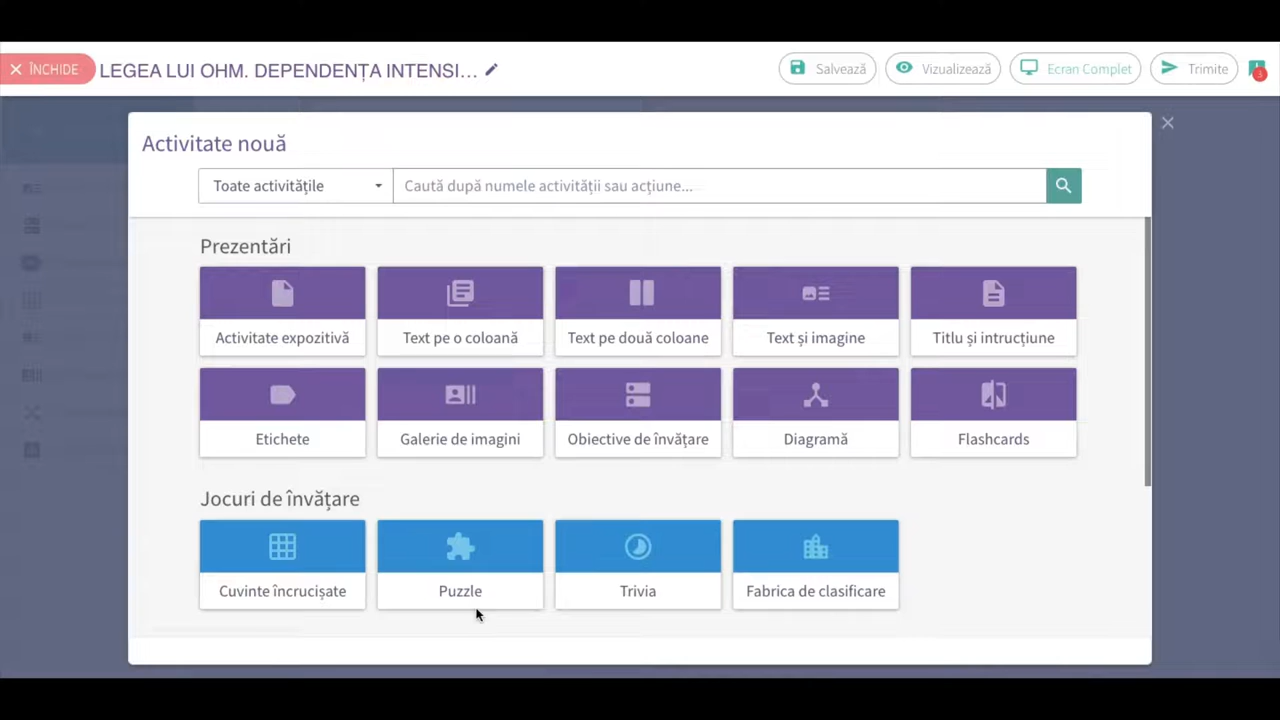 ÎNCHIDE LEGEA LUI OHM. DEPENDENȚA INTENSI... Salvează Vizualizează Ecran Complet Trimite 3
Activitate nouă
Toate activitățile Caută după numele activității sau acțiune...
Prezentări
Activitate expozitivă Text pe o coloană Text pe două coloane Text și imagine Titlu și intrucțiune
Etichete Galerie de imagini Obiective de învățare Diagramă Flashcards
Jocuri de învățare
Cuvinte încrucișate Puzzle Trivia Fabrica de clasificare